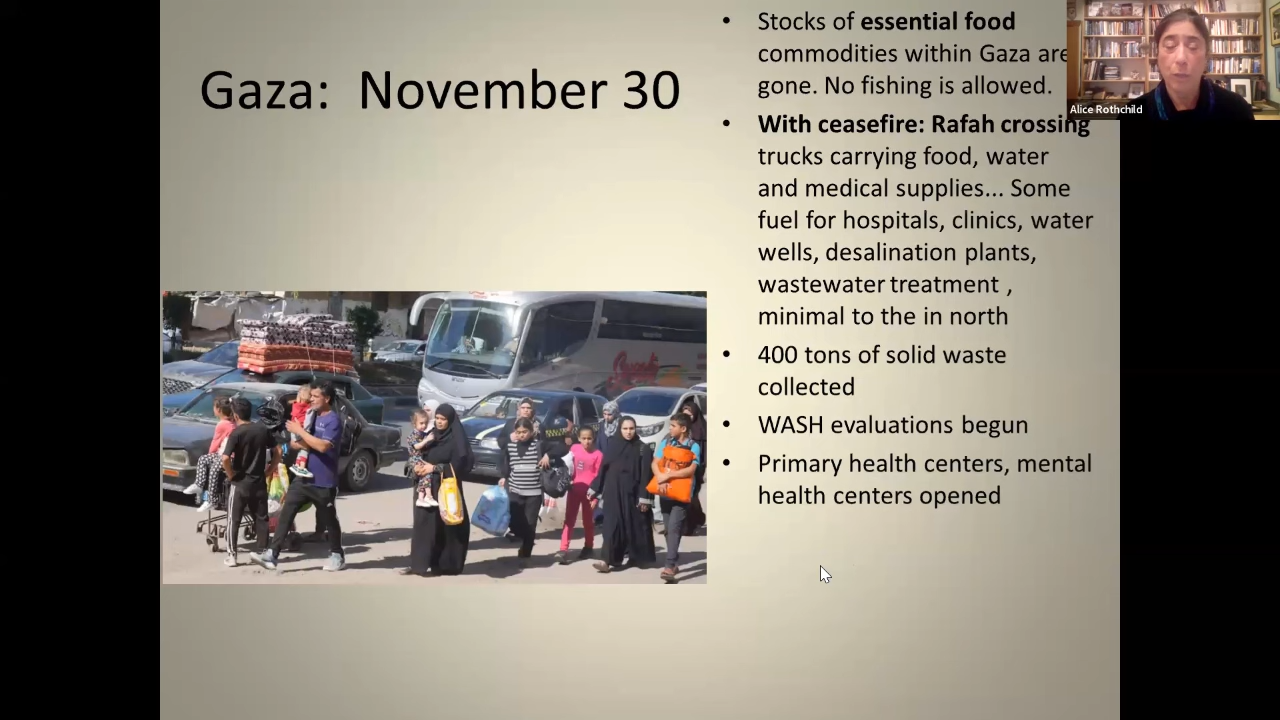 Gaza:  November 30
• Stocks of essential food
commodities within Gaza are
gone. No fishing is allowed.
• With ceasefire: Rafah crossing
trucks carrying food, water
and medical supplies... Some
fuel for hospitals, clinics, water
wells, desalination plants,
wastewater treatment ,
minimal to the in north
• 400 tons of solid waste
collected
• WASH evaluations begun
• Primary health centers, mental
health centers opened
Alice Rothchild